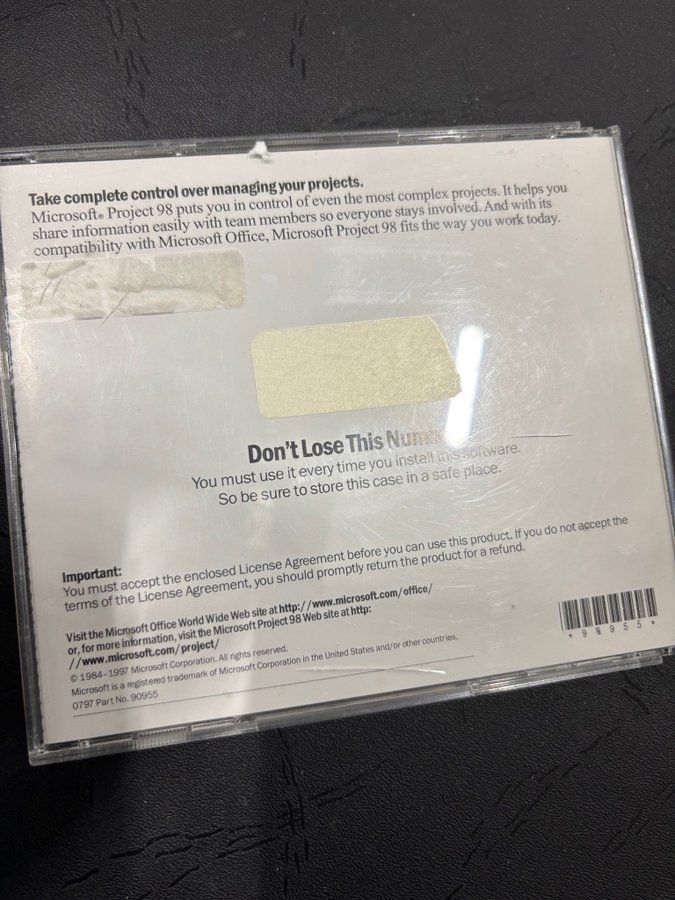 Take complete control over managing your projects.
Microsoft® Project 98 puts you in control of even the most complex projects. It helps you
share information easily with team members so everyone stays involved. And with its
compatibility with Microsoft Office, Microsoft Project 98 fits the way you work today.
Don't Lose This
You must use it every time you install this software.
So be sure to store this case in a safe place.
Important:
You must accept the enclosed License Agreement before you can use this product. If you do not accept the
terms of the License Agreement, you should promptly return the product for a refund.
Visit the Microsoft Office World Wide Web site at http://www.microsoft.com/office/
or, for more information, visit the Microsoft Project 98 Web site at http:
//www.microsoft.com/project/
© 1984–1997 Microsoft Corporation. All rights reserved.
Microsoft is a registered trademark of Microsoft Corporation in the United States and/or other countries.
0797 Part No. 90955
* 9 0 9 5 5 *